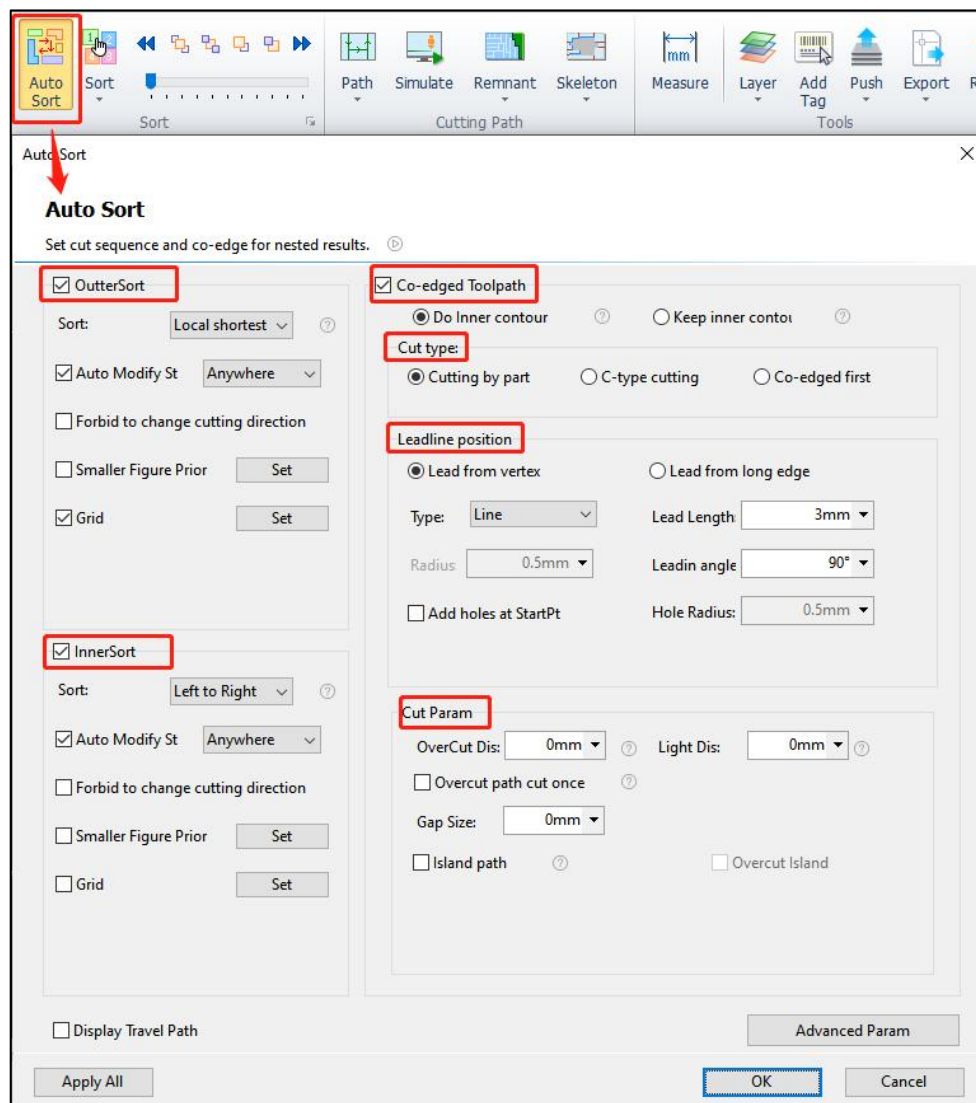 Auto Sort
Sort
Path
Simulate
Remnant
Skeleton
Measure
Layer
Add Tag
Push
Export
Sort
Cutting Path
Tools
Auto Sort
Auto Sort
Set cut sequence and co-edge for nested results.
OutterSort
Sort: Local shortest
Auto Modify St Anywhere
Forbid to change cutting direction
Smaller Figure Prior Set
Grid Set
InnerSort
Sort: Left to Right
Auto Modify St Anywhere
Forbid to change cutting direction
Smaller Figure Prior Set
Grid Set
Co-edged Toolpath
Do Inner contour Keep inner contou
Cut type:
Cutting by part C-type cutting Co-edged first
Leadline position
Lead from vertex Lead from long edge
Type: Line Lead Length: 3mm
Radius 0.5mm Leadin angle 90°
Add holes at StartPt Hole Radius: 0.5mm
Cut Param
OverCut Dis: 0mm Light Dis: 0mm
Overcut path cut once
Gap Size: 0mm
Island path Overcut Island
Display Travel Path
Advanced Param
Apply All
OK
Cancel